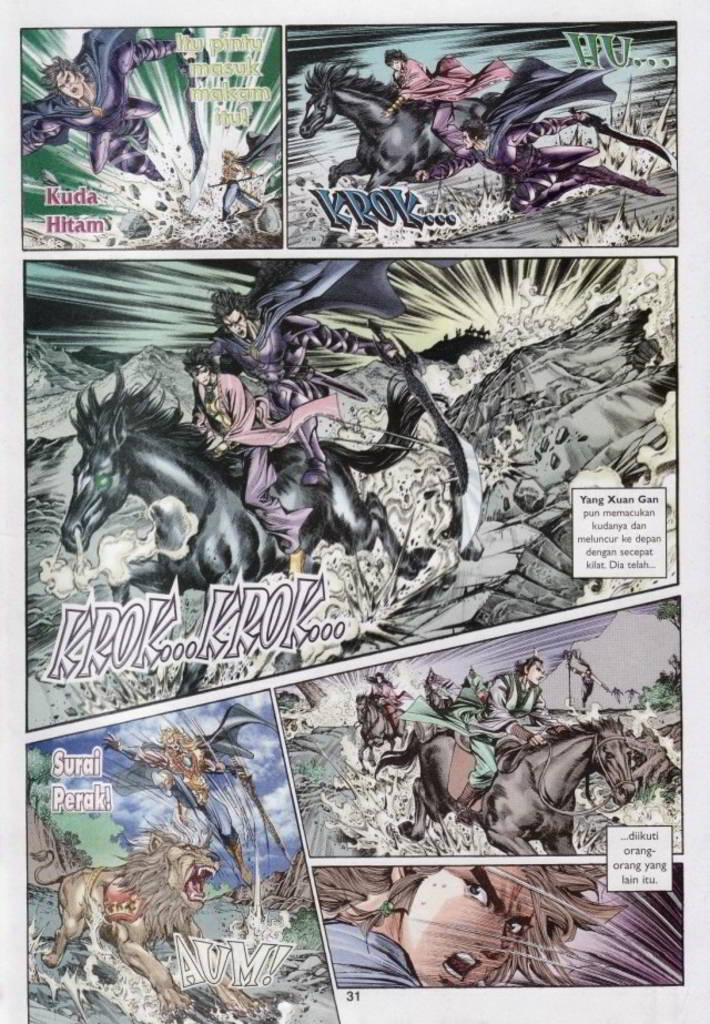 Itu pintu
masuk
makam
itu!
Kuda
Hitam
HU....
KROK...
Yang Xuan Gan
pun memacukan
kudanya dan
meluncur ke depan
dengan secepat
kilat. Dia telah...
KROK...KROK...
Surai
Perak!
...diikuti
orang-
orang yang
lain itu.
AUM!
31